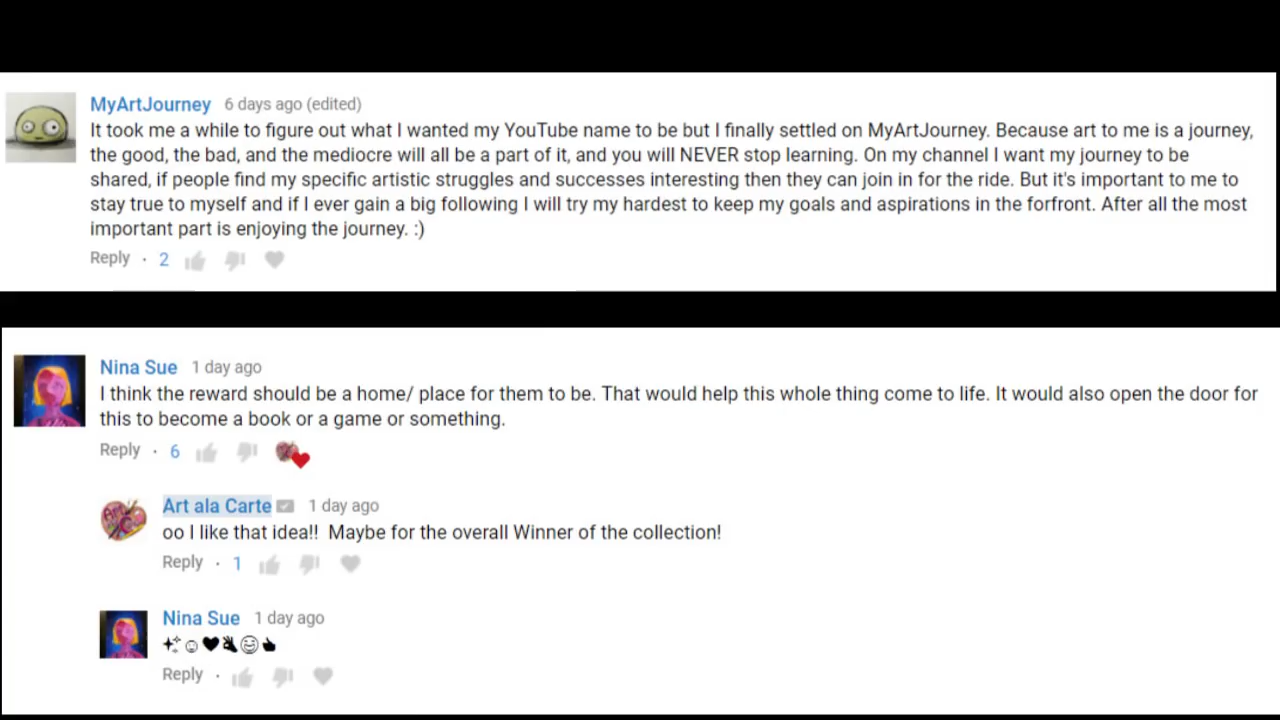 MyArtJourney 6 days ago (edited)
It took me a while to figure out what I wanted my YouTube name to be but I finally settled on MyArtJourney. Because art to me is a journey,
the good, the bad, and the mediocre will all be a part of it, and you will NEVER stop learning. On my channel I want my journey to be
shared, if people find my specific artistic struggles and successes interesting then they can join in for the ride. But it's important to me to
stay true to myself and if I ever gain a big following I will try my hardest to keep my goals and aspirations in the forfront. After all the most
important part is enjoying the journey. :)
Reply · 2
Nina Sue 1 day ago
I think the reward should be a home/ place for them to be. That would help this whole thing come to life. It would also open the door for
this to become a book or a game or something.
Reply · 6
Art ala Carte 1 day ago
oo I like that idea!! Maybe for the overall Winner of the collection!
Reply · 1
Nina Sue 1 day ago
Reply ·